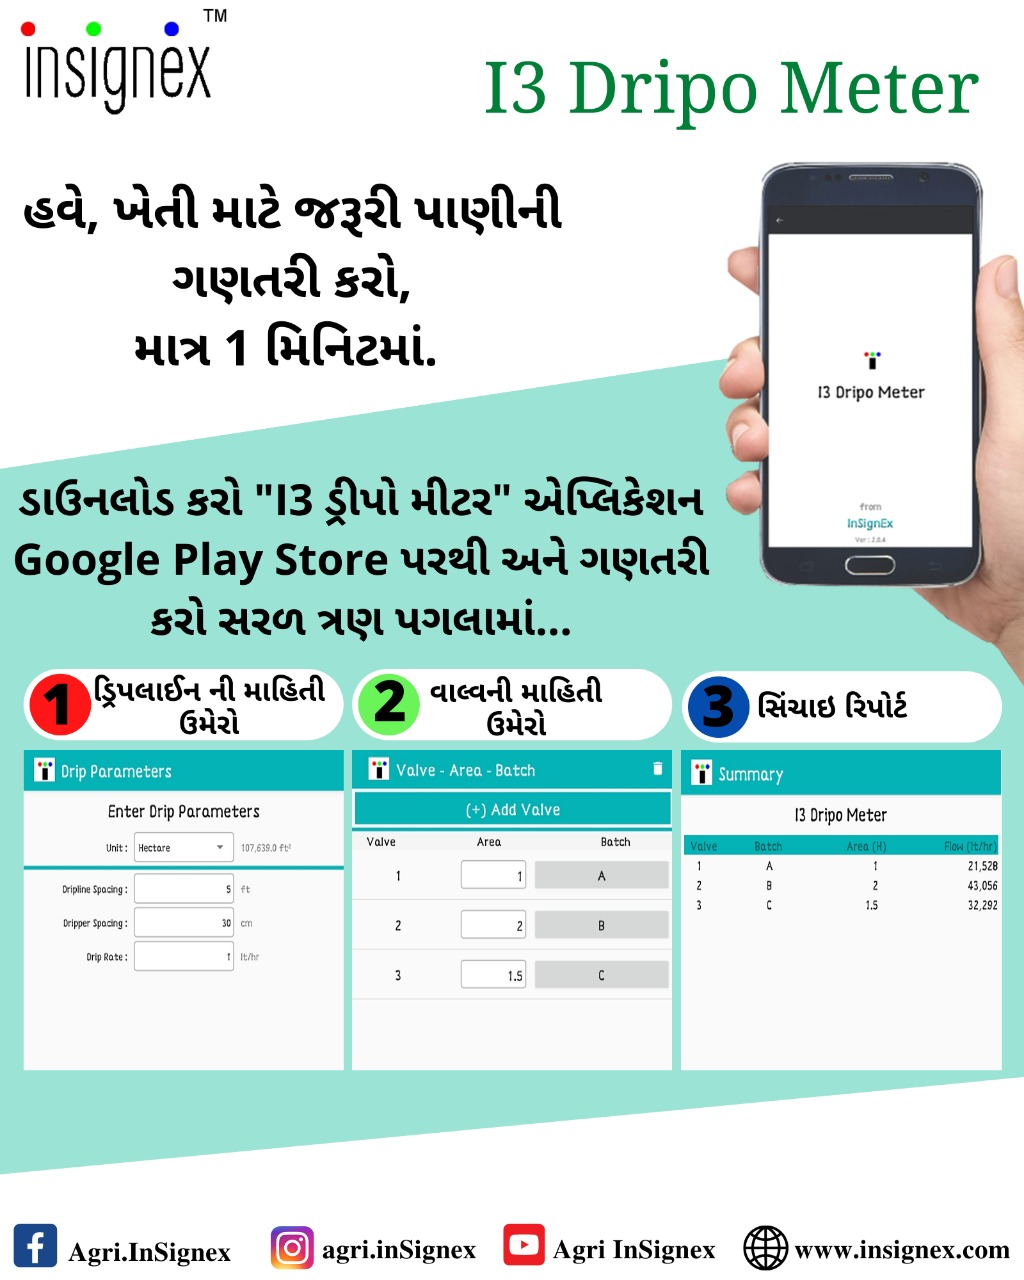 insignex TM
I3 Dripo Meter
હવે, ખેતી માટે જરૂરી પાણીની
ગણતરી કરો,
માત્ર 1 મિનિટમાં.
I3 Dripo Meter
from
InSignEx
Ver : 2.0.4
ડાઉનલોડ કરો "I3 ડ્રીપો મીટર" એપ્લિકેશન
Google Play Store પરથી અને ગણતરી
કરો સરળ ત્રણ પગલામાં...
1 ડ્રિપલાઈન ની માહિતી
ઉમેરો
Drip Parameters
Enter Drip Parameters
Unit : Hectare 107,639.0 ft²
Dripline Spacing : 5 ft
Dripper Spacing : 30 cm
Drip Rate : 1 lt/hr
2 વાલ્વની માહિતી
ઉમેરો
Valve - Area - Batch
(+) Add Valve
Valve Area Batch
1 1 A
2 2 B
3 1.5 C
3 સિંચાઇ રિપોર્ટ
Summary
I3 Dripo Meter
Valve Batch Area (H) Flow (lt/hr)
1 A 1 21,528
2 B 2 43,056
3 C 1.5 32,292
Agri.InSignex agri.inSignex Agri InSignex www.insignex.com